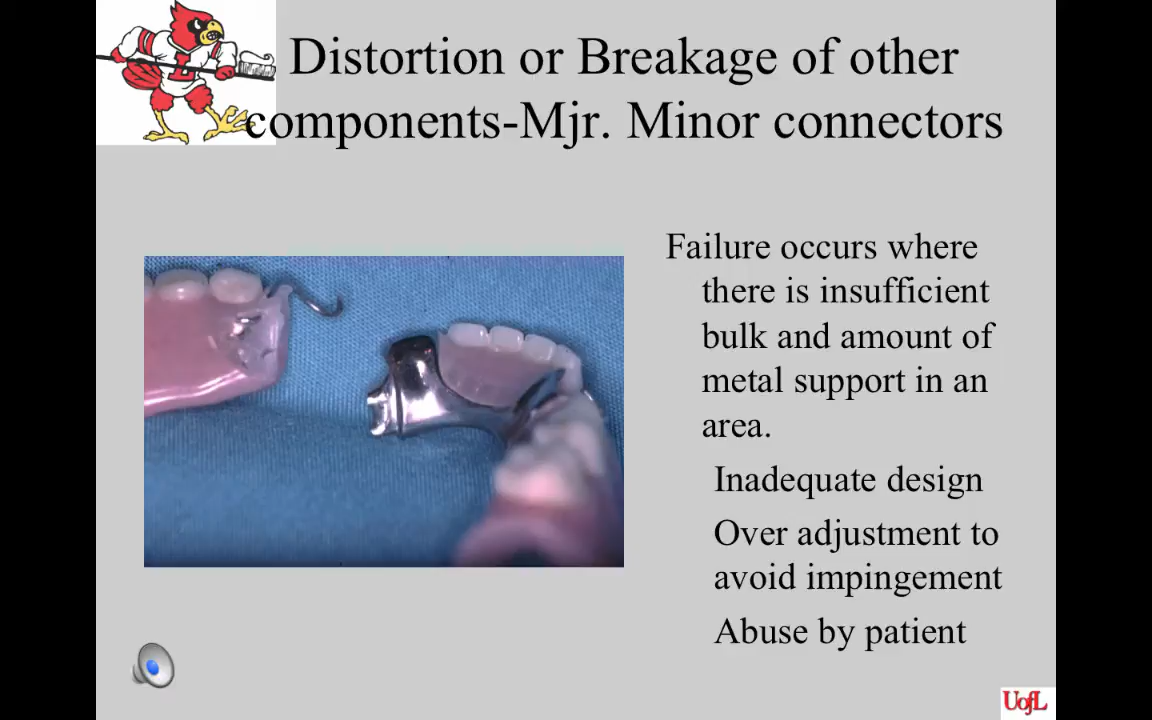 Distortion or Breakage of other
components-Mjr. Minor connectors
Failure occurs where
there is insufficient
bulk and amount of
metal support in an
area.
Inadequate design
Over adjustment to
avoid impingement
Abuse by patient
UofL